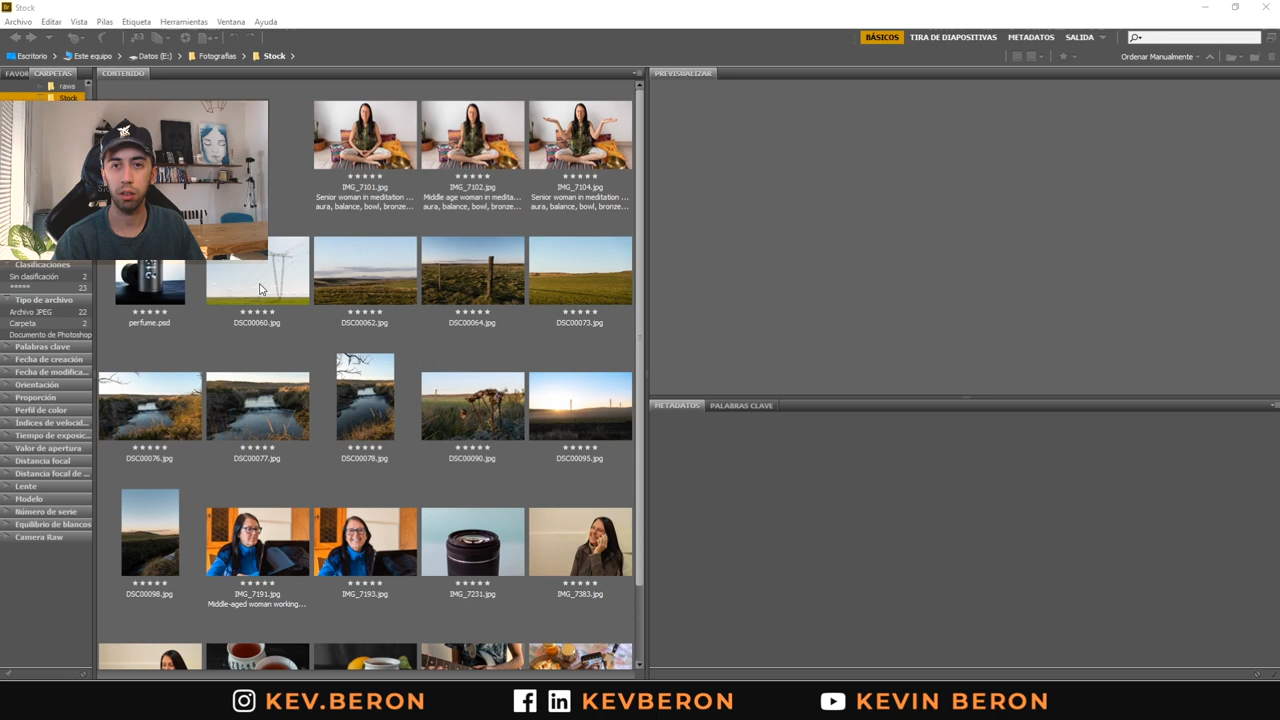 Br Stock
Archivo Editar Vista Pilas Etiqueta Herramientas Ventana Ayuda
BÁSICOS TIRA DE DIAPOSITIVAS METADATOS SALIDA
Escritorio Este equipo Datos (E:) Fotografias Stock
Ordenar Manualmente
FAVOR CARPETAS CONTENIDO PREVISUALIZAR
raws
Stock
IMG_7101.jpg IMG_7102.jpg IMG_7104.jpg
Senior woman in meditation ... Middle age woman in medita... Senior woman in meditation ...
aura, balance, bowl, bronze... aura, balance, bowl, bronze... aura, balance, bowl, bronze...
Clasificaciones
Sin clasificación 2
***** 23
Tipo de archivo
Archivo JPEG 22
Carpeta 2
Documento de Photoshop
Palabras clave
Fecha de creación
Fecha de modifica...
Orientación
Proporción
Perfil de color
Índices de velocid...
Tiempo de exposic...
Valor de apertura
Distancia focal
Distancia focal de ...
Lente
Modelo
Número de serie
Equilibrio de blancos
Camera Raw
perfume.psd DSC00060.jpg DSC00062.jpg DSC00064.jpg DSC00073.jpg
DSC00076.jpg DSC00077.jpg DSC00078.jpg DSC00090.jpg DSC00095.jpg
DSC00098.jpg IMG_7191.jpg IMG_7193.jpg IMG_7231.jpg IMG_7383.jpg
Middle-aged woman working...
METADATOS PALABRAS CLAVE
KEV.BERON KEVBERON KEVIN BERON